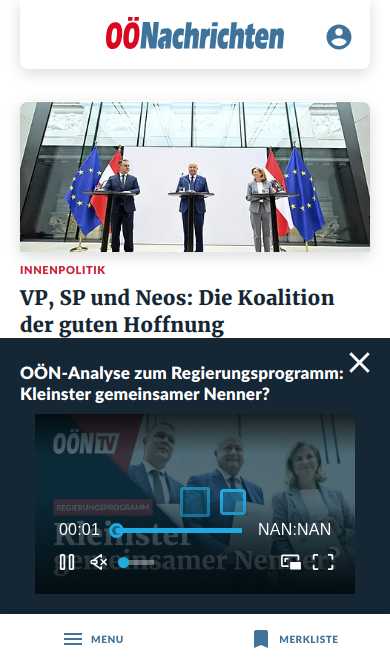 OÖNachrichten
INNENPOLITIK
VP, SP und Neos: Die Koalition
der guten Hoffnung
OÖN-Analyse zum Regierungsprogramm:
Kleinster gemeinsamer Nenner?
OÖN TV
REGIERUNGSPROGRAMM
Kleinster
00:01 NAN:NAN
gemeinsamer Nenner?
MENU
MERKLISTE